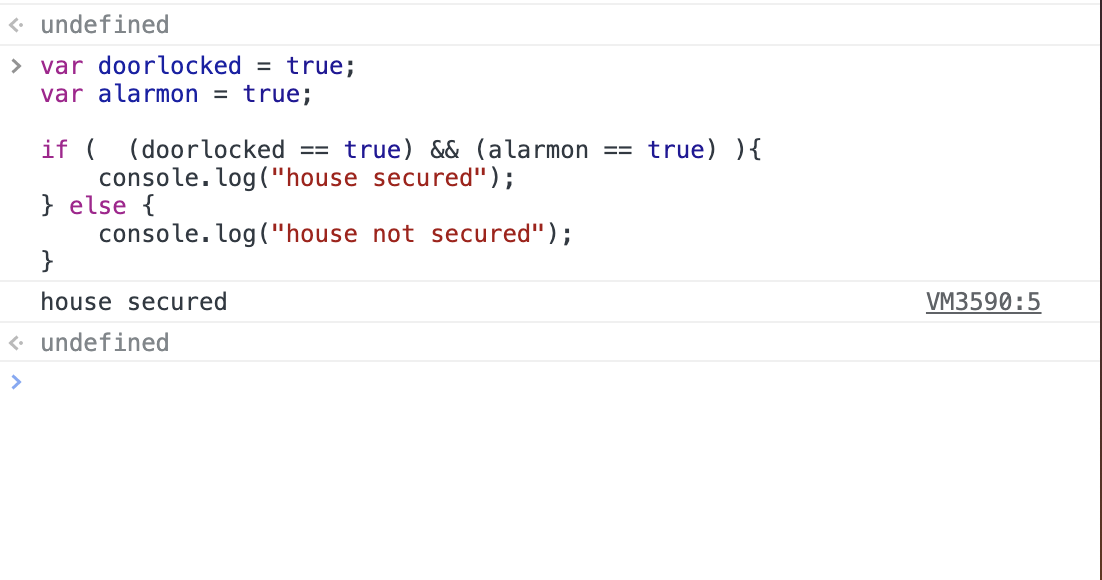 undefined
var doorlocked = true;
var alarmon = true;
if (  (doorlocked == true) && (alarmon == true) ){
    console.log("house secured");
} else {
    console.log("house not secured");
}
house secured VM3590:5
undefined